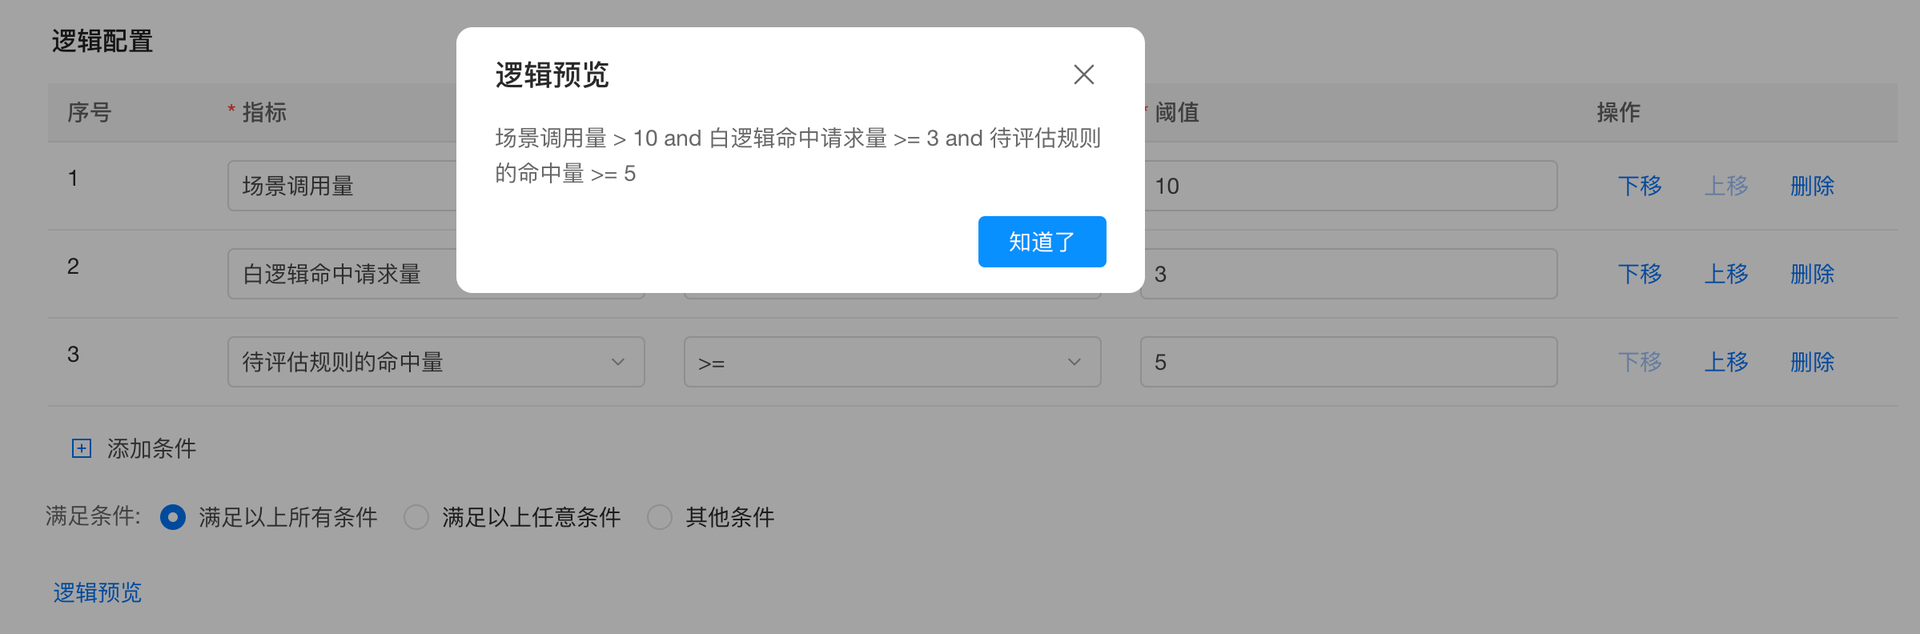 逻辑配置
逻辑预览
场景调用量 > 10 and 白逻辑命中请求量 >= 3 and 待评估规则
的命中量 >= 5
知道了
序号 * 指标 * 阈值 操作
1 场景调用量 10 下移 上移 删除
2 白逻辑命中请求量 3 下移 上移 删除
3 待评估规则的命中量 >= 5 下移 上移 删除
添加条件
满足条件: 满足以上所有条件 满足以上任意条件 其他条件
逻辑预览